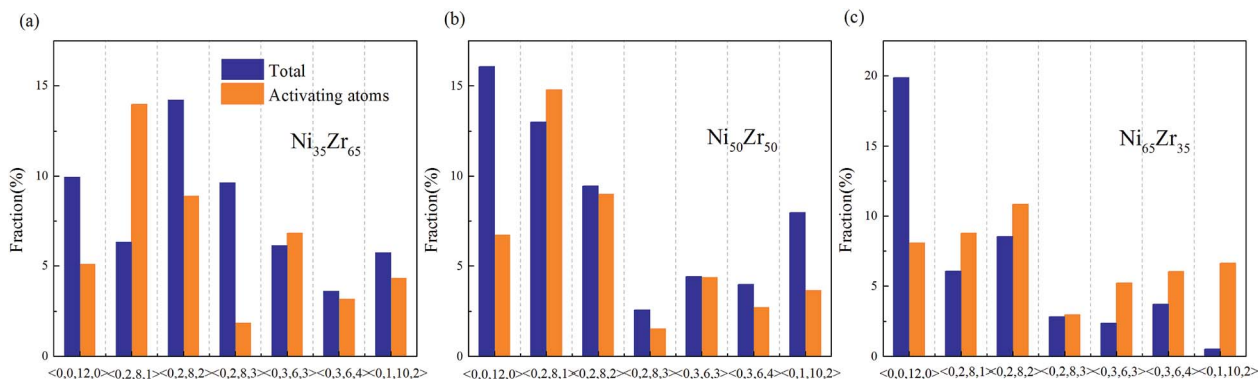 (a)
Fraction(%)
15
10
5
0
Total
Activating atoms
Ni35Zr65
<0,0,12,0> <0,2,8,1> <0,2,8,2> <0,2,8,3> <0,3,6,3> <0,3,6,4> <0,1,10,2>
(b)
Fraction(%)
15
10
5
0
Ni50Zr50
<0,0,12,0> <0,2,8,1> <0,2,8,2> <0,2,8,3> <0,3,6,3> <0,3,6,4> <0,1,10,2>
(c)
Fraction(%)
20
15
10
5
0
Ni65Zr35
<0,0,12,0> <0,2,8,1> <0,2,8,2> <0,2,8,3> <0,3,6,3> <0,3,6,4> <0,1,10,2>